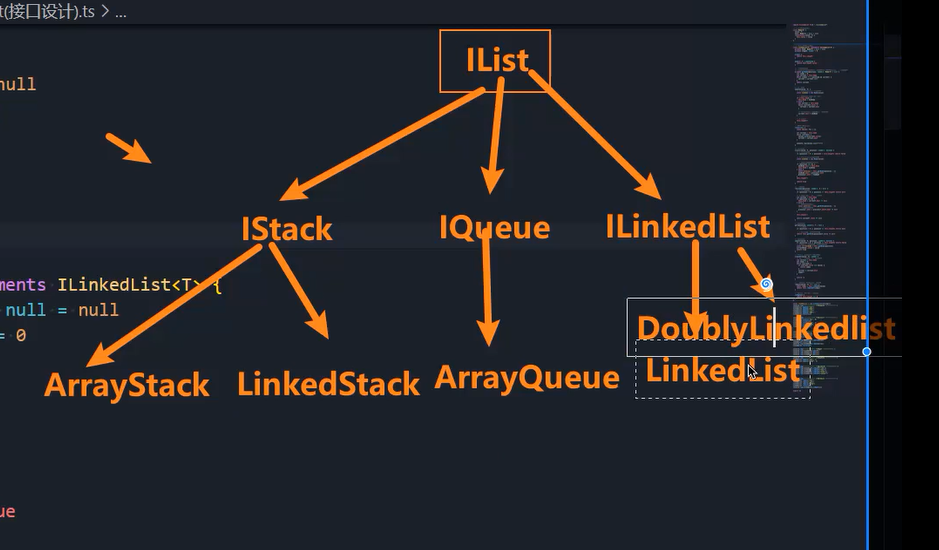 t(接口设计).ts > ...
IList
null
IStack
IQueue
ILinkedList
ments ILinkedList<T> {
null = null
= 0
DoublyLinkedlist
LinkedList
ArrayStack
LinkedStack
ArrayQueue
ue